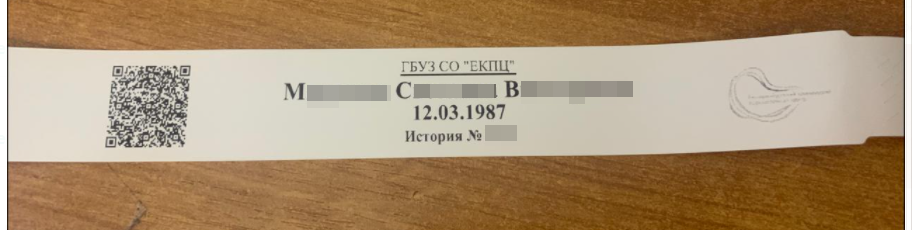 ГБУЗ СО "ЕКПЦ"
М С В
12.03.1987
История №